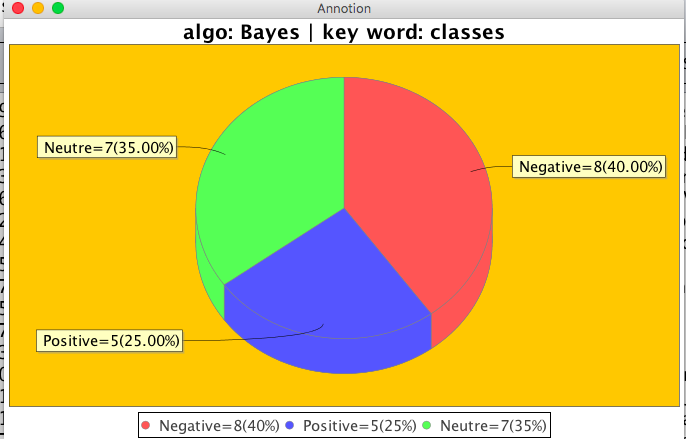 Annotion
algo: Bayes | key word: classes
Neutre=7(35.00%)
Negative=8(40.00%)
Positive=5(25.00%)
Negative=8(40%) Positive=5(25%) Neutre=7(35%)